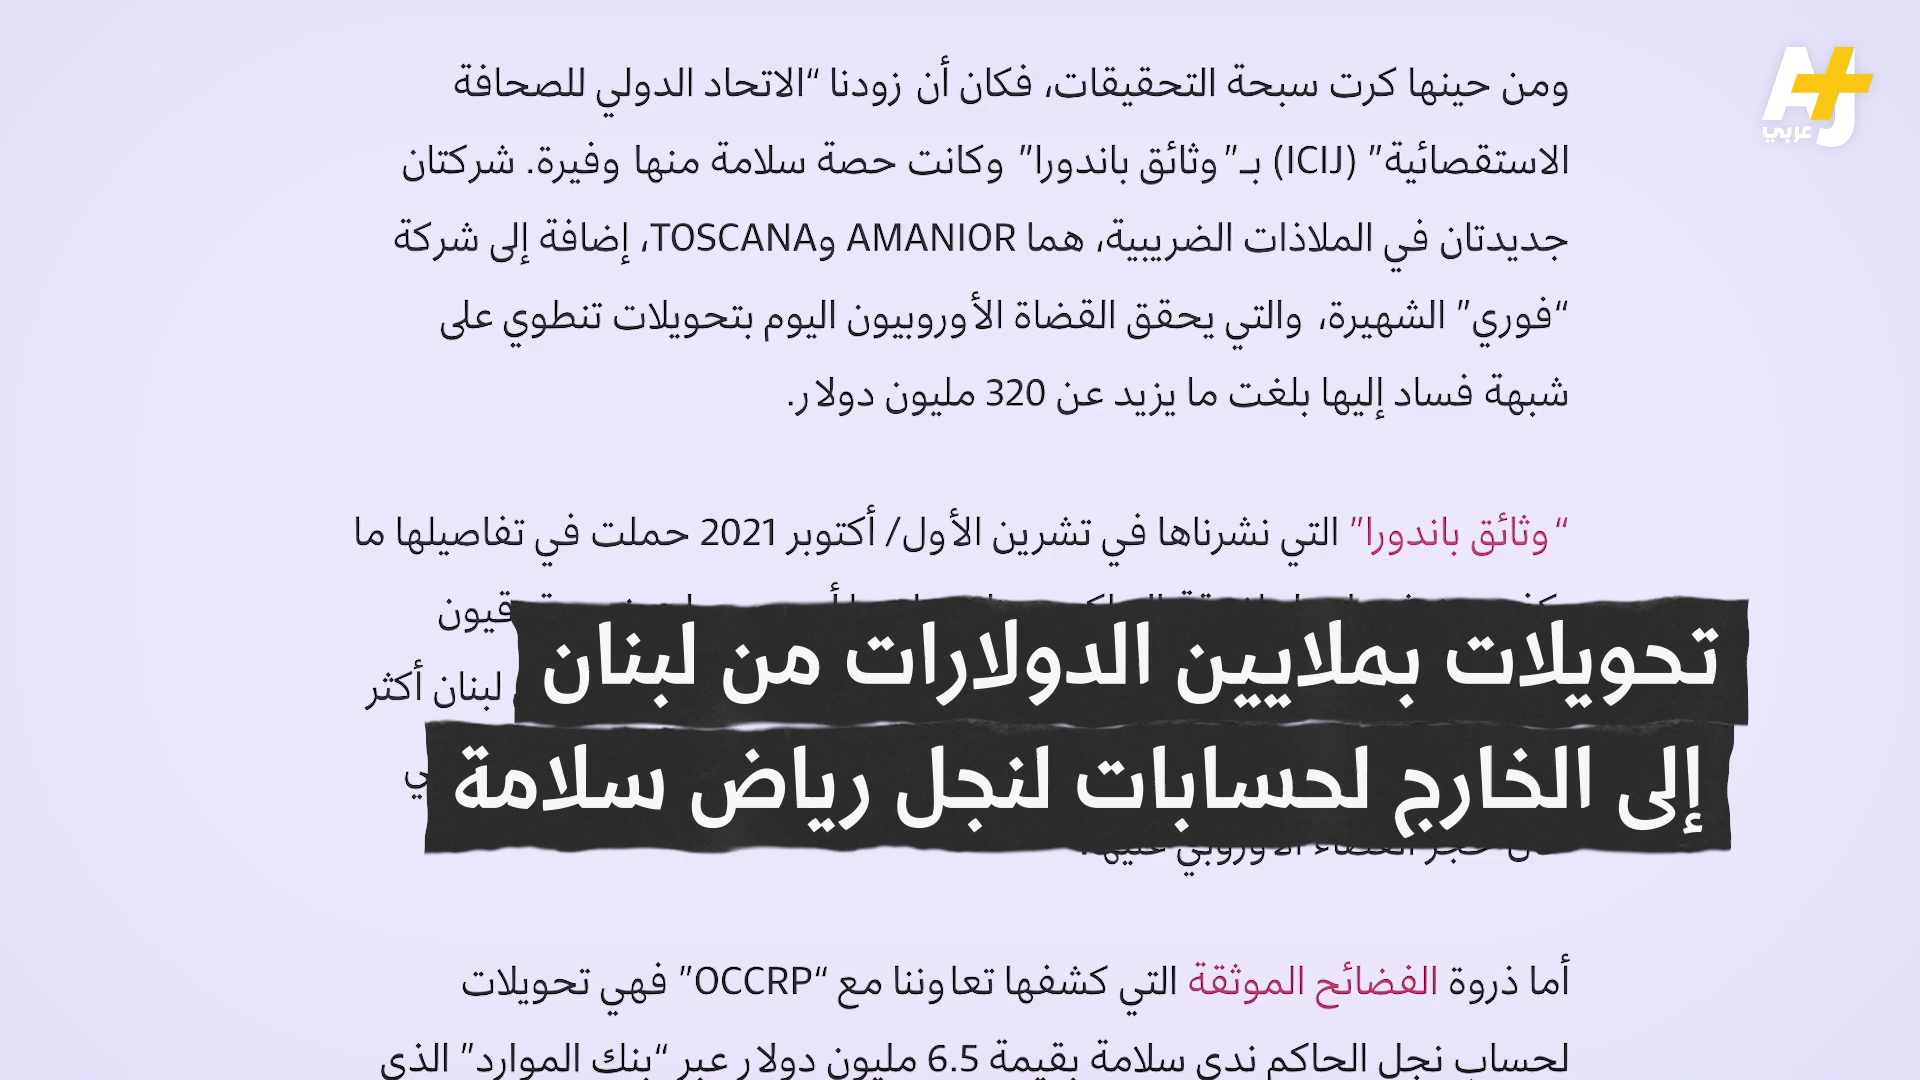 ومن حينها كرت سبحة التحقيقات، فكان أن زودنا “الاتحاد الدولي للصحافة
الاستقصائية” (ICIJ) بـ”وثائق باندورا” وكانت حصة سلامة منها وفيرة. شركتان
جديدتان في الملاذات الضريبية، هما AMANIOR وTOSCANA، إضافة إلى شركة
“فوري” الشهيرة، والتي يحقق القضاة الأوروبيون اليوم بتحويلات تنطوي على
شبهة فساد إليها بلغت ما يزيد عن 320 مليون دولار.
“وثائق باندورا” التي نشرناها في تشرين الأول/ أكتوبر 2021 حملت في تفاصيلها ما
تحويلات بملايين الدولارات من لبنان
لبنان أكثر
إلى الخارج لحسابات لنجل رياض سلامة
أما ذروة الفضائح الموثقة التي كشفها تعاوننا مع “OCCRP” فهي تحويلات
لحساب نجل الحاكم ندي سلامة بقيمة 6.5 مليون دولار عبر “بنك الموارد” الذي
AJ+
عربي